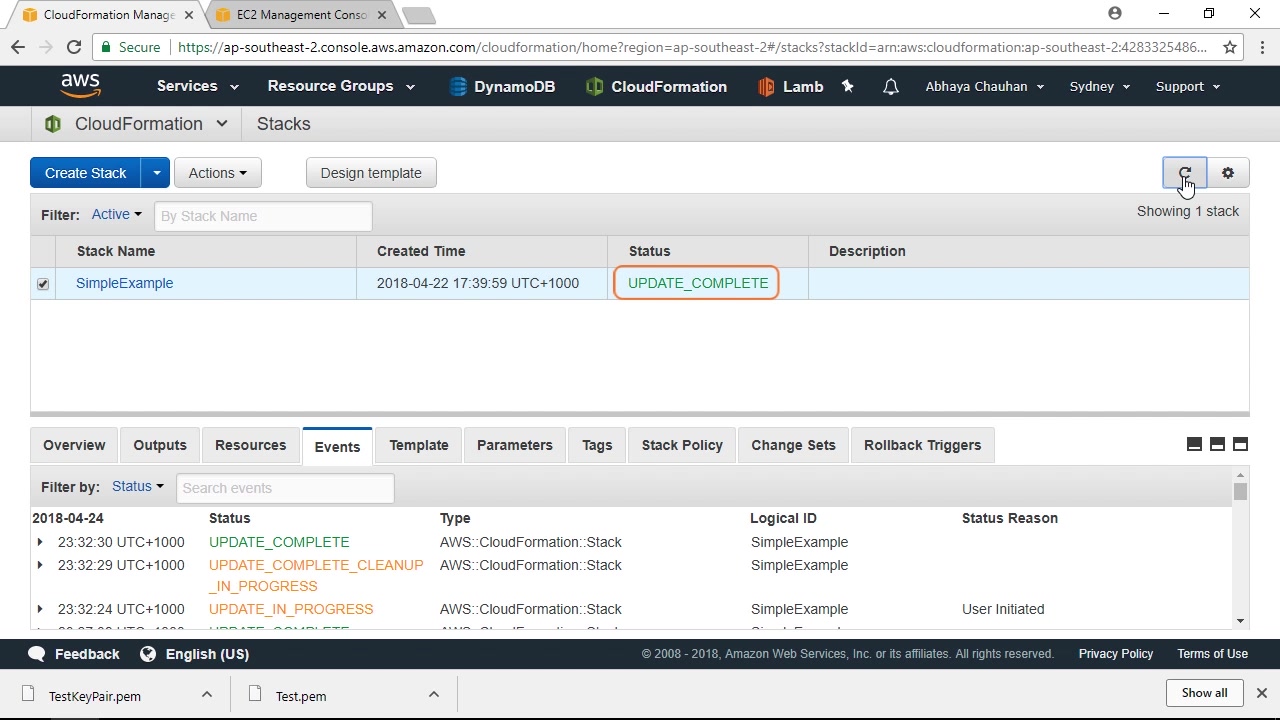 CloudFormation Manage
EC2 Management Conso
Secure https://ap-southeast-2.console.aws.amazon.com/cloudformation/home?region=ap-southeast-2#/stacks?stackId=arn:aws:cloudformation:ap-southeast-2:4283325486...
aws Services Resource Groups DynamoDB CloudFormation Lamb Abhaya Chauhan Sydney Support
CloudFormation Stacks
Create Stack Actions Design template
Filter: Active By Stack Name Showing 1 stack
Stack Name Created Time Status Description
SimpleExample 2018-04-22 17:39:59 UTC+1000 UPDATE_COMPLETE
Overview Outputs Resources Events Template Parameters Tags Stack Policy Change Sets Rollback Triggers
Filter by: Status Search events
2018-04-24 Status Type Logical ID Status Reason
23:32:30 UTC+1000 UPDATE_COMPLETE AWS::CloudFormation::Stack SimpleExample
23:32:29 UTC+1000 UPDATE_COMPLETE_CLEANUP AWS::CloudFormation::Stack SimpleExample
_IN_PROGRESS
23:32:24 UTC+1000 UPDATE_IN_PROGRESS AWS::CloudFormation::Stack SimpleExample User Initiated
Feedback English (US) © 2008 - 2018, Amazon Web Services, Inc. or its affiliates. All rights reserved. Privacy Policy Terms of Use
TestKeyPair.pem Test.pem Show all